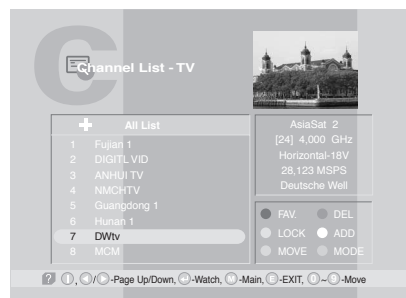 Channel List - TV
All List
1 Fujian 1
2 DIGITL VID
3 ANHUI TV
4 NMCHTV
5 Guangdong 1
6 Hunan 1
7 DWtv
8 MCM
AsiaSat 2
[24] 4,000 GHz
Horizontal-18V
28,123 MSPS
Deutsche Well
FAV. DEL
LOCK ADD
MOVE MODE
? , / -Page Up/Down, -Watch, M -Main, E -EXIT, 0 ~ 9 -Move